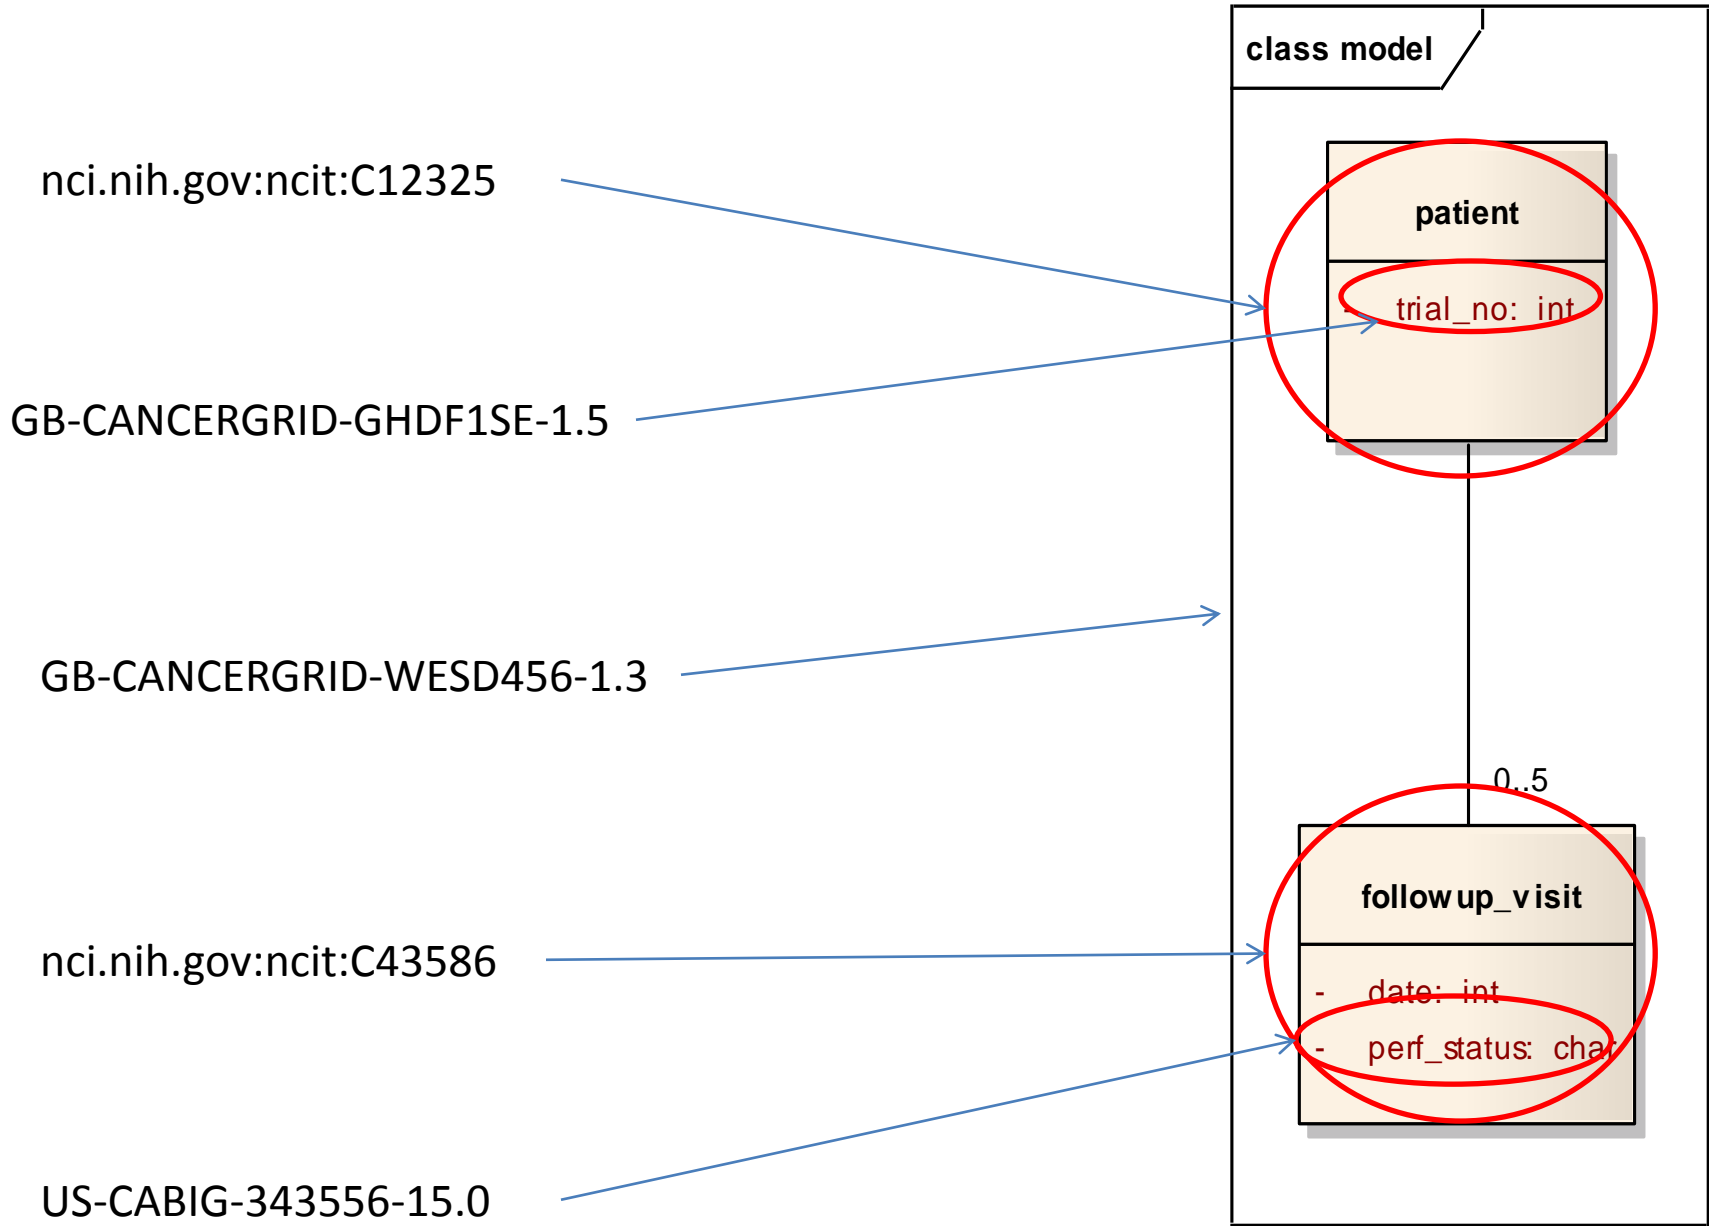 class model
nci.nih.gov:ncit:C12325
patient
- trial_no: int
GB-CANCERGRID-GHDF1SE-1.5
GB-CANCERGRID-WESD456-1.3
0..5
followup_visit
nci.nih.gov:ncit:C43586
- date: int
- perf_status: char
US-CABIG-343556-15.0